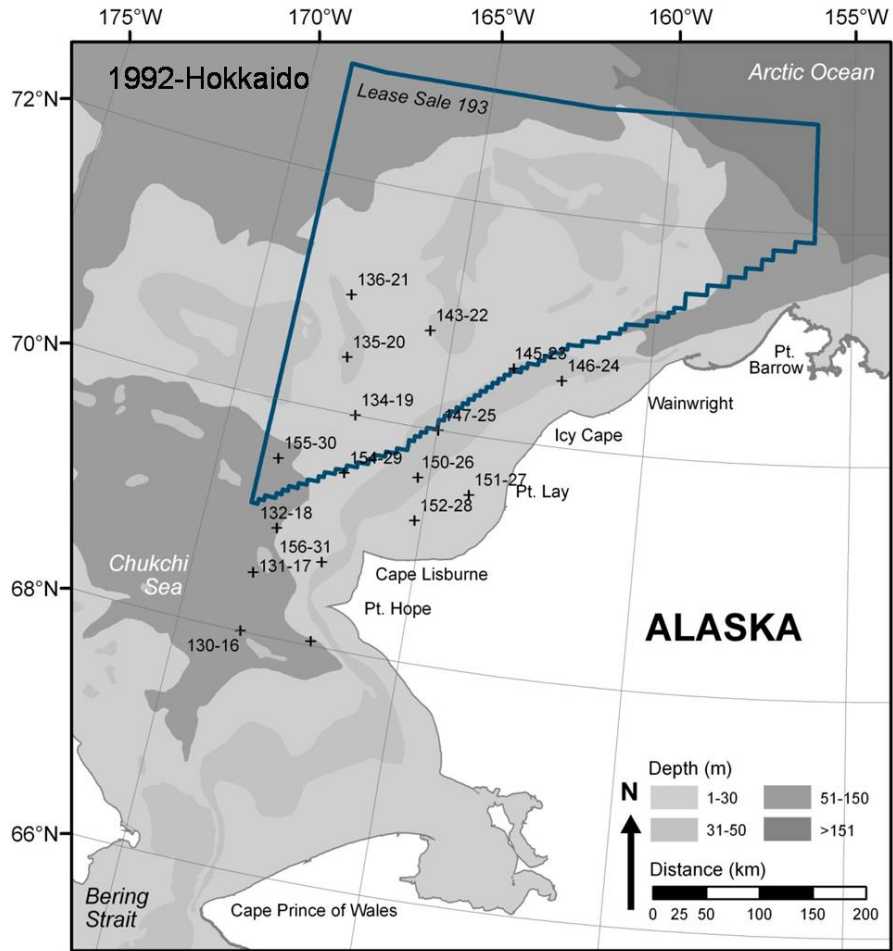 175°W 170°W 165°W 160°W 155°W
1992-Hokkaido
Arctic Ocean
Lease Sale 193
72°N
136-21
143-22
70°N
135-20
145-23
146-24
Pt.
Barrow
134-19
147-25
Wainwright
Icy Cape
155-30
154-29
150-26
151-27
Pt. Lay
132-18
152-28
156-31
Chukchi
Sea
131-17
Cape Lisburne
68°N
Pt. Hope
130-16
ALASKA
Depth (m)
N
1-30 51-150
31-50 >151
66°N
Distance (km)
0 25 50 100 150 200
Bering
Strait
Cape Prince of Wales